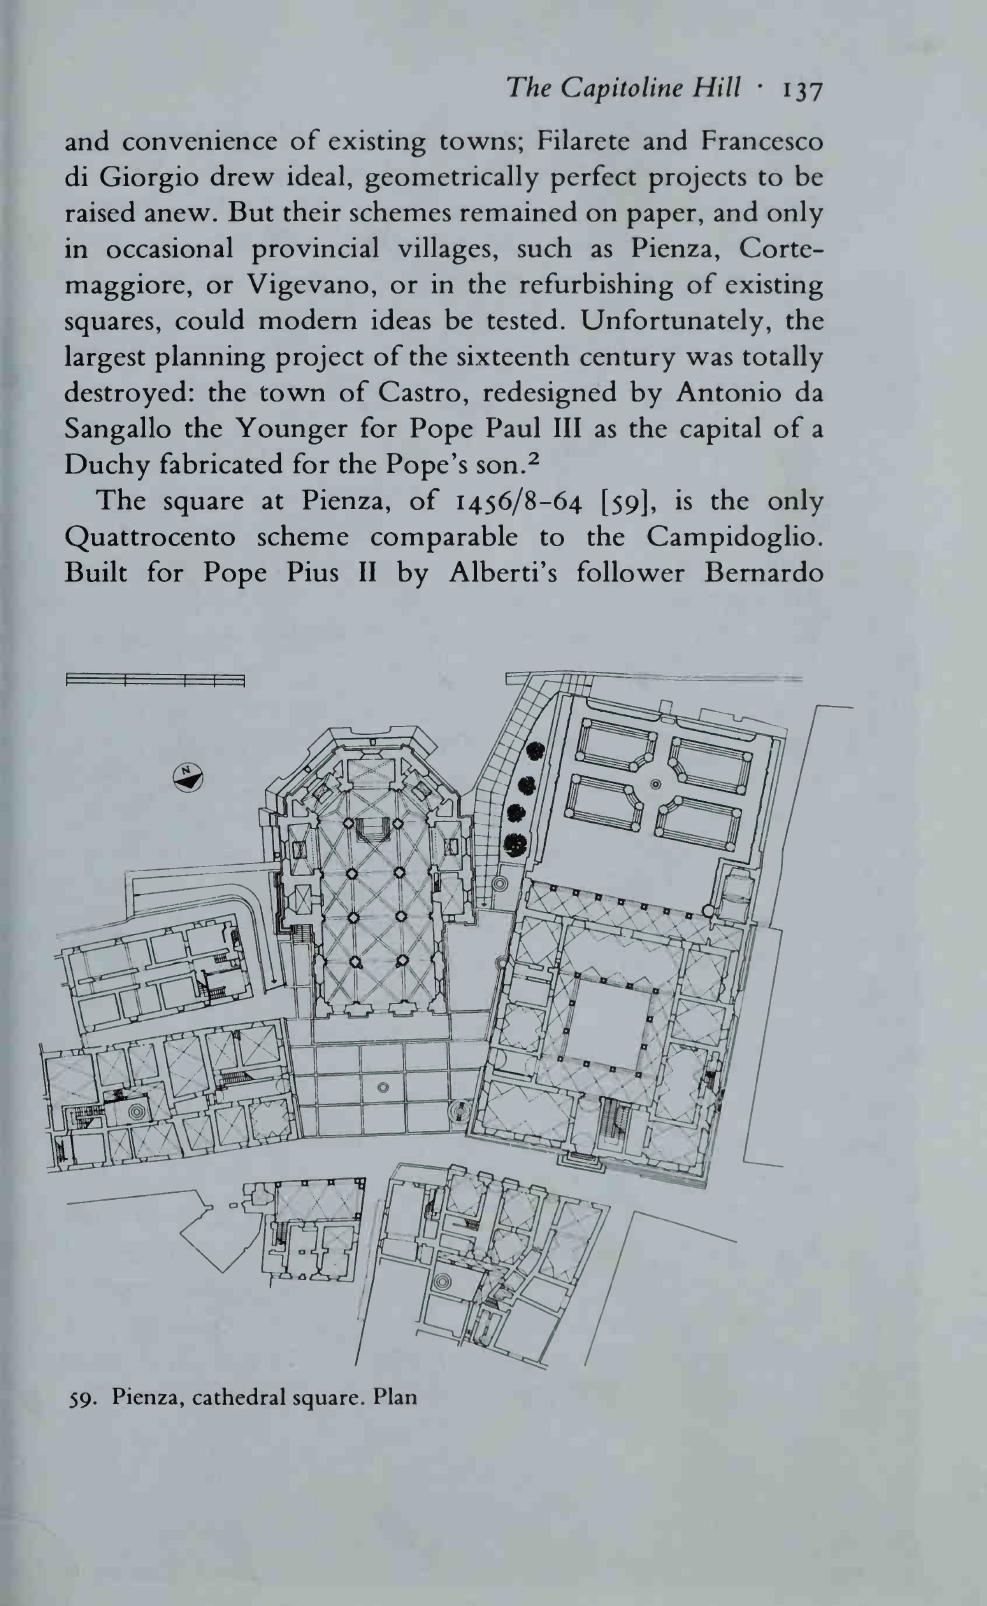 The Capitoline Hill · 137
and convenience of existing towns; Filarete and Francesco
di Giorgio drew ideal, geometrically perfect projects to be
raised anew. But their schemes remained on paper, and only
in occasional provincial villages, such as Pienza, Corte-
maggiore, or Vigevano, or in the refurbishing of existing
squares, could modern ideas be tested. Unfortunately, the
largest planning project of the sixteenth century was totally
destroyed: the town of Castro, redesigned by Antonio da
Sangallo the Younger for Pope Paul III as the capital of a
Duchy fabricated for the Pope's son.²
The square at Pienza, of 1456/8–64 [59], is the only
Quattrocento scheme comparable to the Campidoglio.
Built for Pope Pius II by Alberti's follower Bernardo
N
59. Pienza, cathedral square. Plan